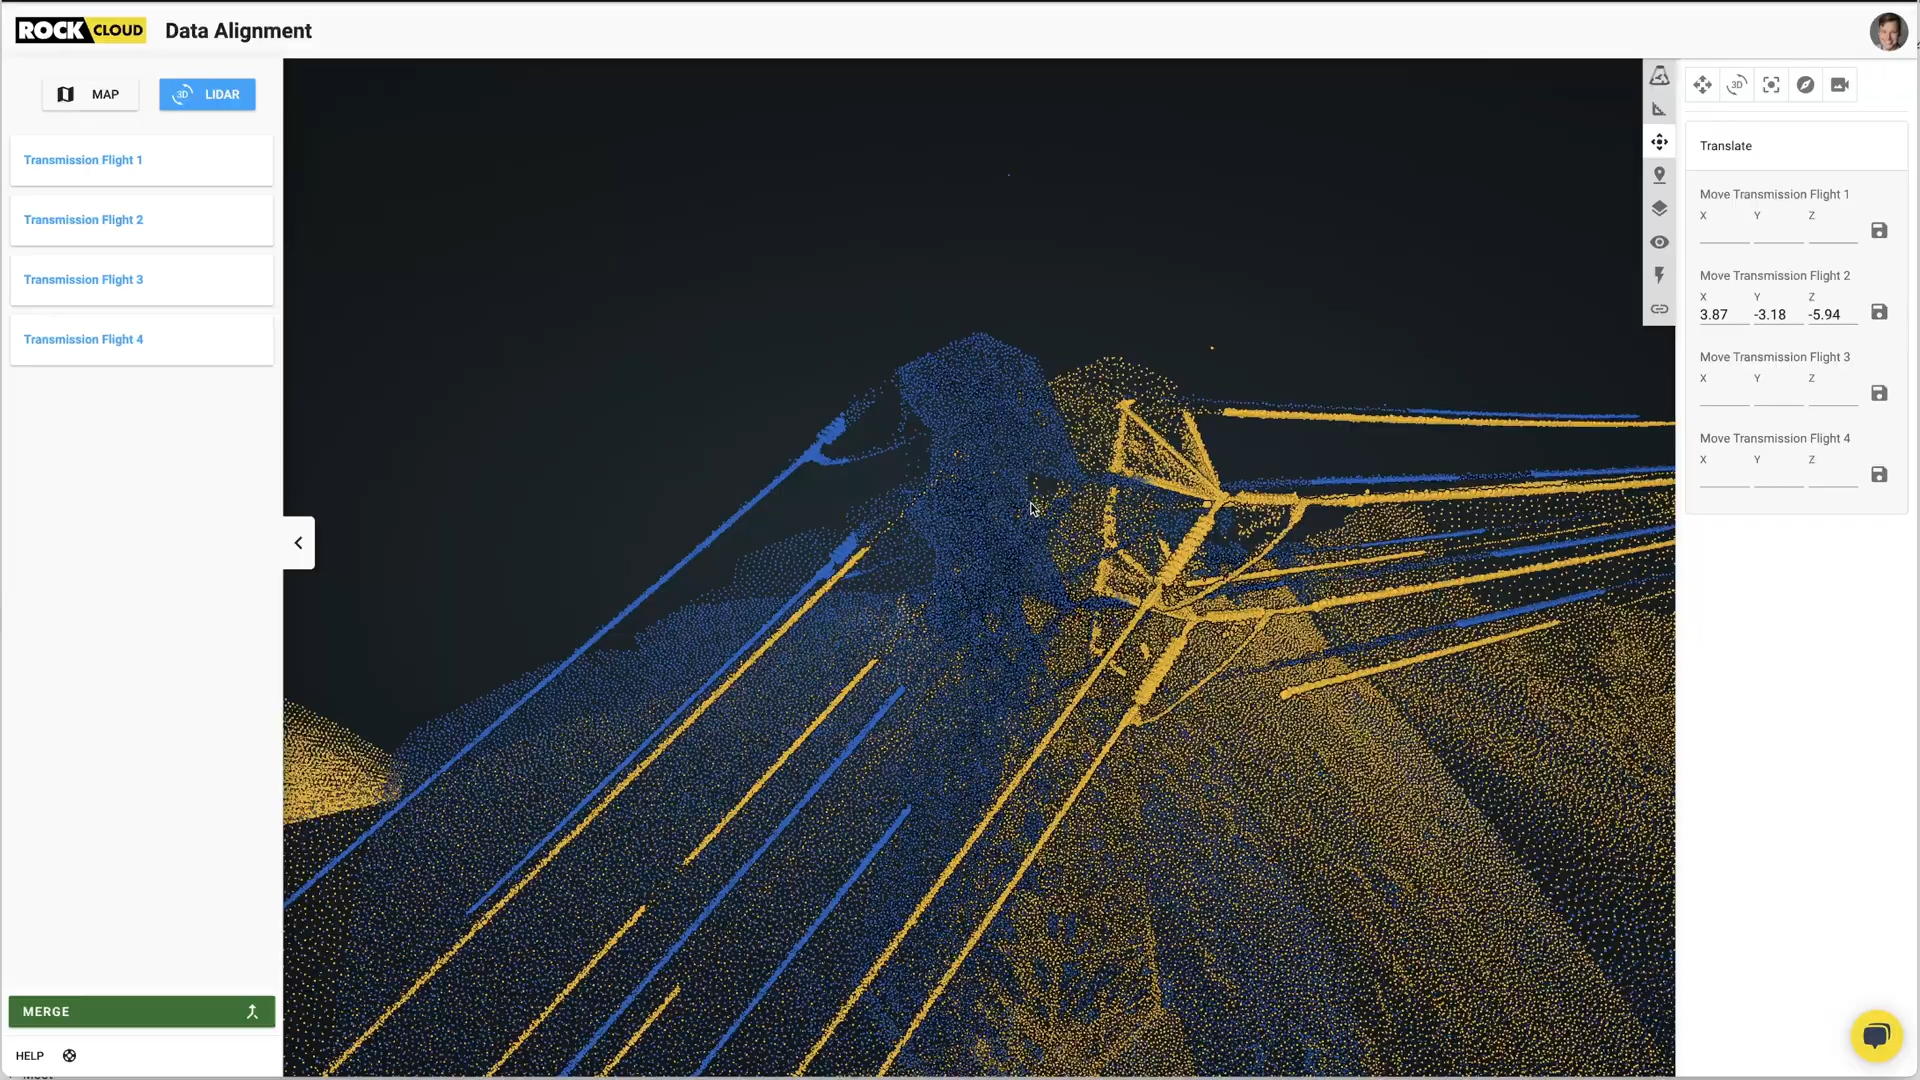 ROCK CLOUD Data Alignment
MAP
3D LIDAR
Transmission Flight 1
Transmission Flight 2
Transmission Flight 3
Transmission Flight 4
MERGE
HELP
3D
Translate
Move Transmission Flight 1
X Y Z
Move Transmission Flight 2
X Y Z
3.87 -3.18 -5.94
Move Transmission Flight 3
X Y Z
Move Transmission Flight 4
X Y Z